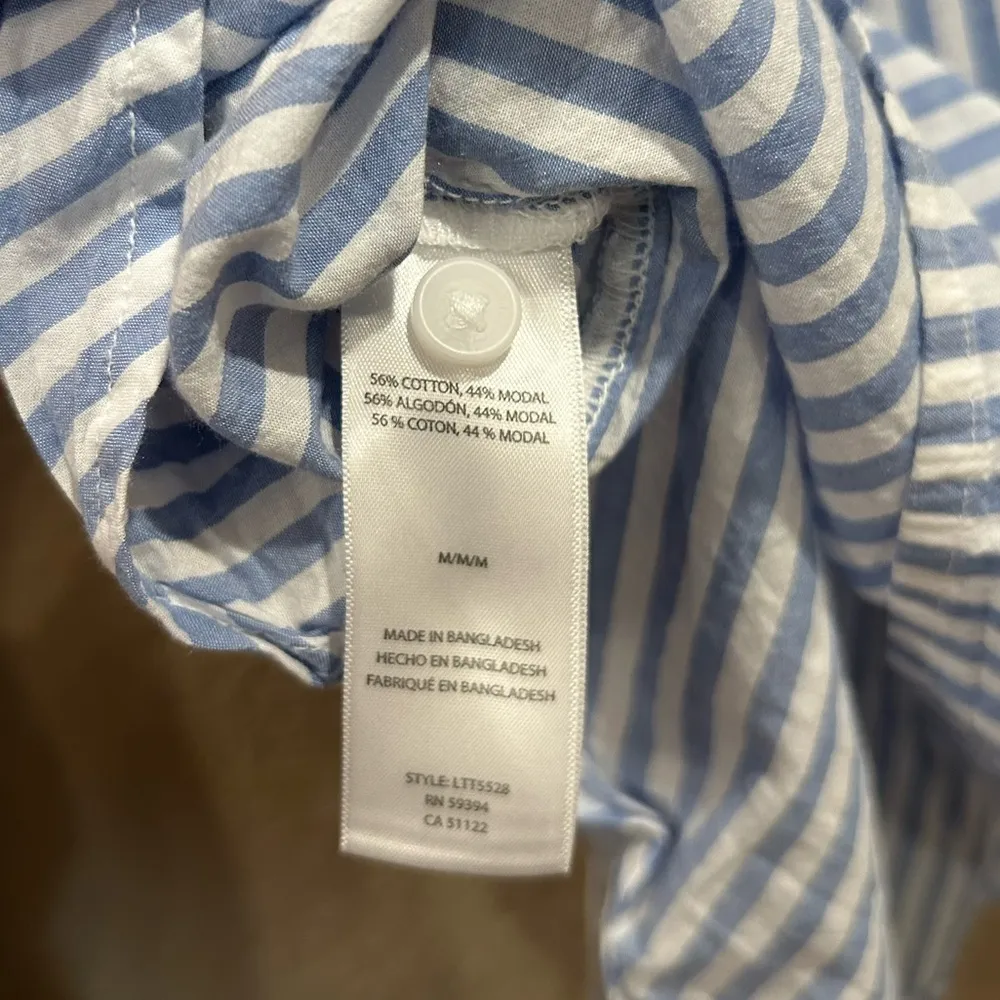 56% COTTON, 44% MODAL
56% ALGODÓN, 44% MODAL
56 % COTON, 44 % MODAL
M/M/M
MADE IN BANGLADESH
HECHO EN BANGLADESH
FABRIQUÉ EN BANGLADESH
STYLE: LTT5528
RN 59394
CA 51122